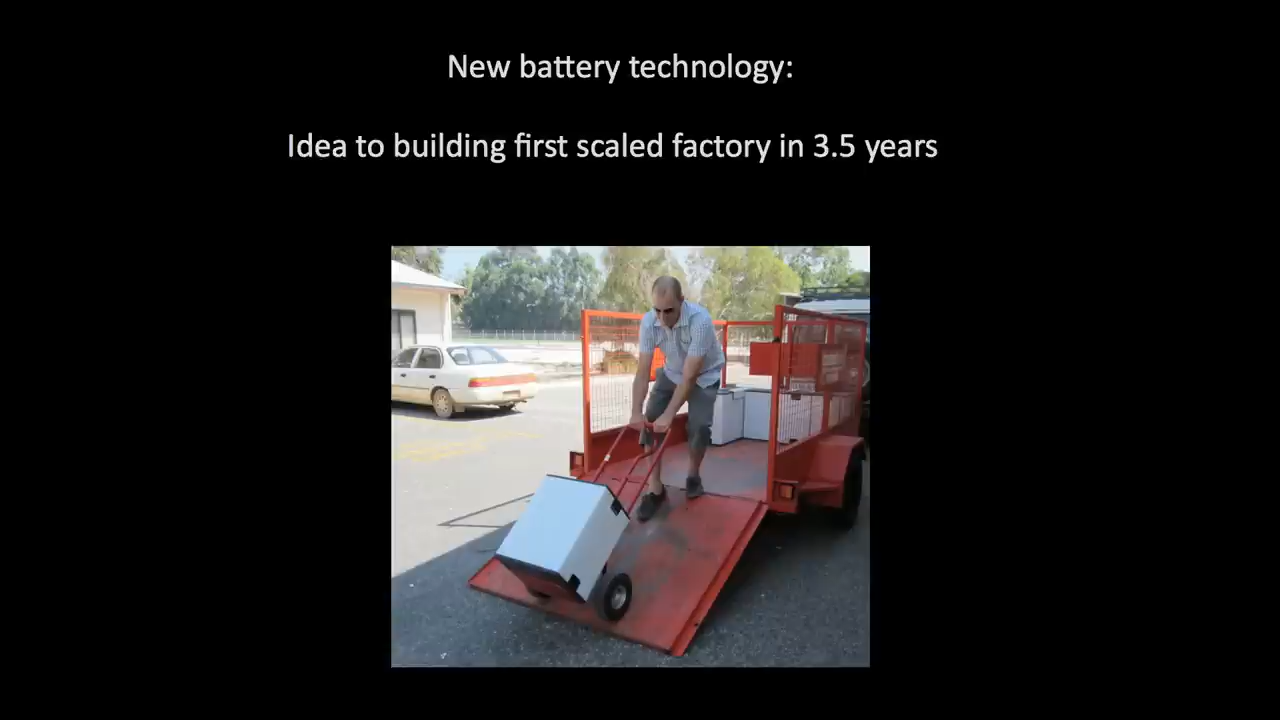 New battery technology:
Idea to building first scaled factory in 3.5 years